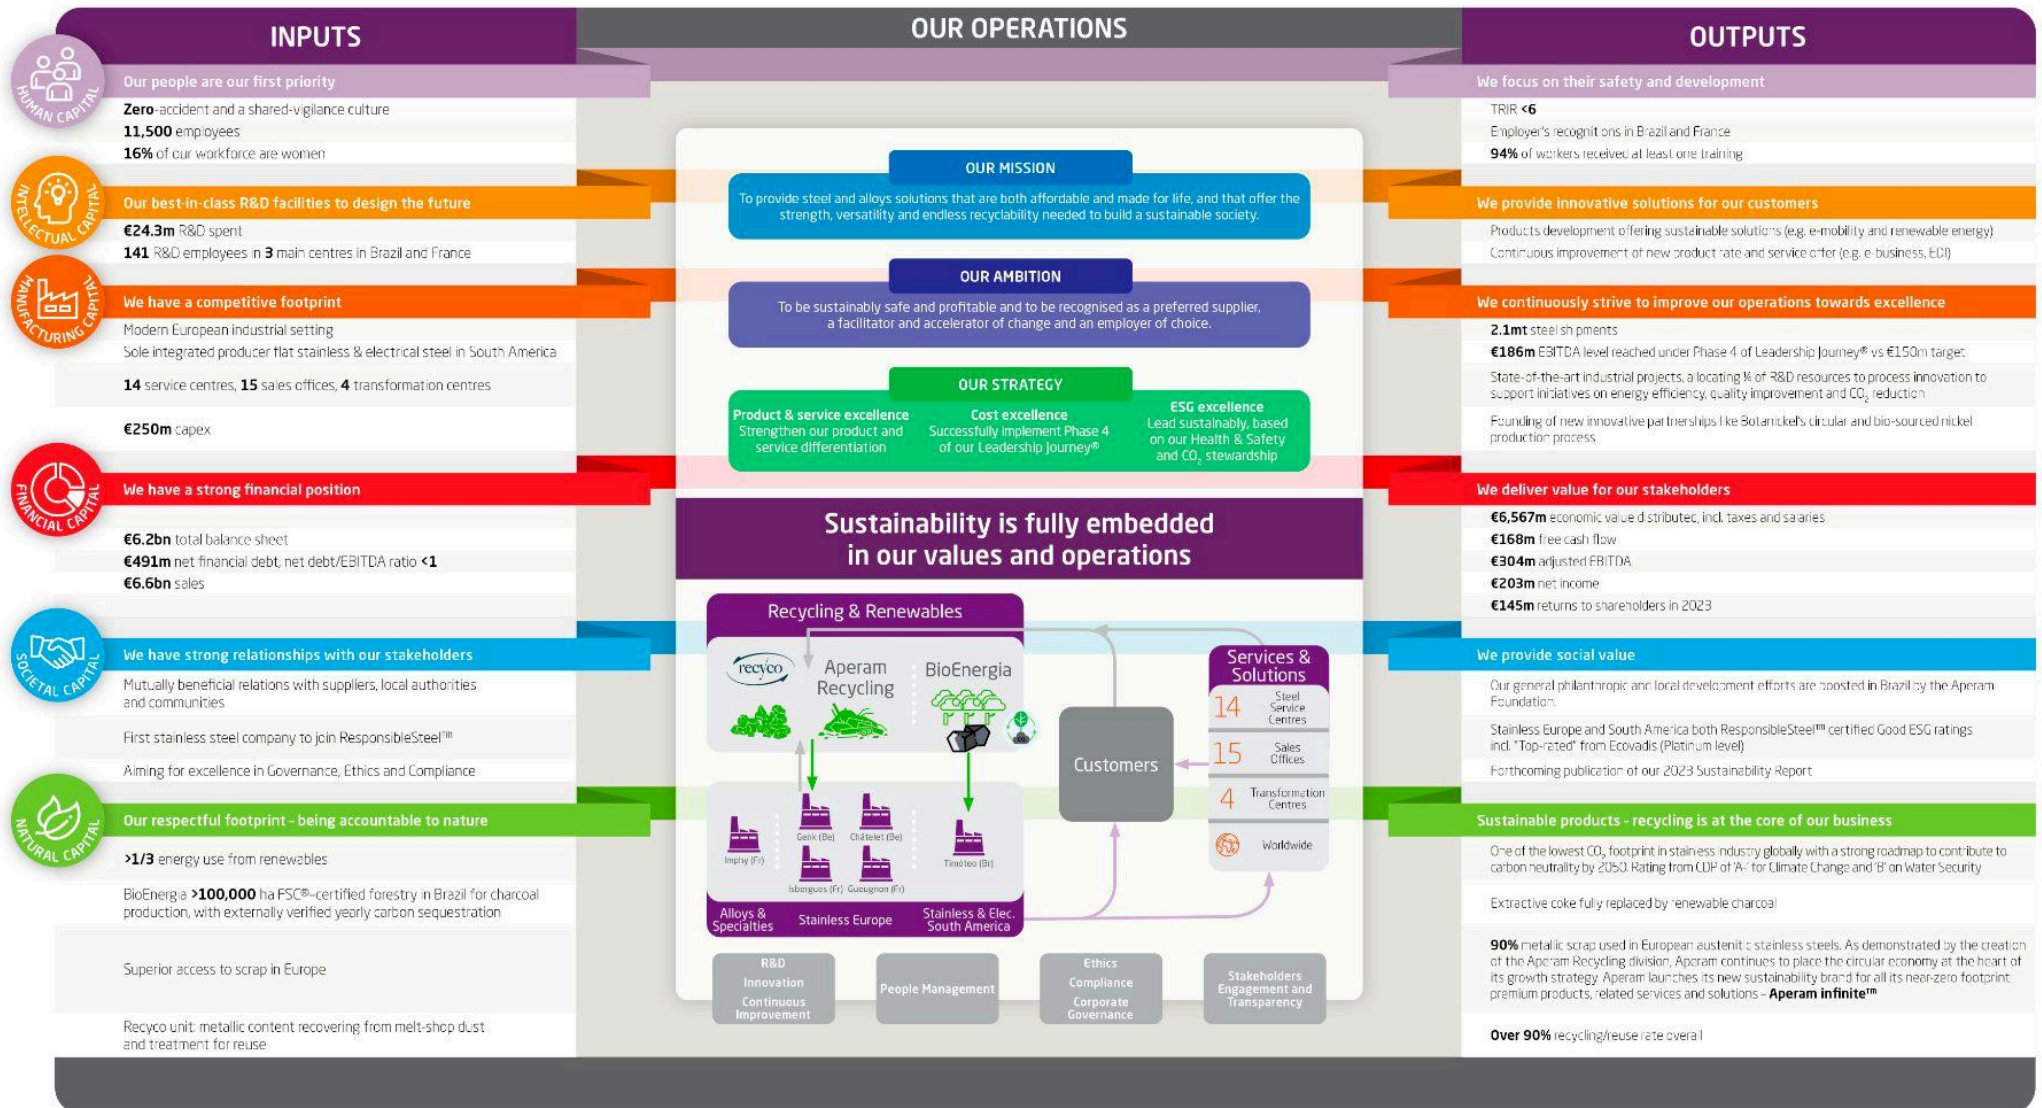 INPUTS
HUMAN CAPITAL
Our people are our first priority
Zero-accident and a shared-vigilance culture
11,500 employees
16% of our workforce are women
INTELLECTUAL CAPITAL
Our best-in-class R&D facilities to design the future
€24.3m R&D spent
141 R&D employees in 3 main centres in Brazil and France
MANUFACTURING CAPITAL
We have a competitive footprint
Modern European industrial setting
Sole integrated producer flat stainless & electrical steel in South America
14 service centres, 15 sales offices, 4 transformation centres
€250m capex
FINANCIAL CAPITAL
We have a strong financial position
€6.2bn total balance sheet
€491m net financial debt, net debt/EBITDA ratio <1
€6.6bn sales
SOCIETAL CAPITAL
We have strong relationships with our stakeholders
Mutually beneficial relations with suppliers, local authorities
and communities
First stainless steel company to join ResponsibleSteel™
Aiming for excellence in Governance, Ethics and Compliance
NATURAL CAPITAL
Our respectful footprint – being accountable to nature
>1/3 energy use from renewables
BioEnergia >100,000 ha FSC®-certified forestry in Brazil for charcoal
production, with externally verified yearly carbon sequestration
Superior access to scrap in Europe
Recyco unit: metallic content recovering from melt-shop dust
and treatment for reuse
OUR OPERATIONS
OUR MISSION
To provide steel and alloys solutions that are both affordable and made for life, and that offer the
strength, versatility and endless recyclability needed to build a sustainable society.
OUR AMBITION
To be sustainably safe and profitable and to be recognised as a preferred supplier,
a facilitator and accelerator of change and an employer of choice.
OUR STRATEGY
Product & service excellence
Strengthen our product and
service differentiation
Cost excellence
Successfully implement Phase 4
of our Leadership Journey®
ESG excellence
Lead sustainably, based
on our Health & Safety
and CO₂ stewardship
Sustainability is fully embedded
in our values and operations
Recycling & Renewables
recyco
Aperam
Recycling
BioEnergia
Imphy (Fr)
Genk (Be)
Châtelet (Be)
Isbergues (Fr)
Gueugnon (Fr)
Timóteo (Br)
Alloys &
Specialties
Stainless Europe
Stainless & Elec.
South America
Customers
Services &
Solutions
14
Steel
Service
Centres
15
Sales
Offices
4
Transformation
Centres
Worldwide
R&D
Innovation
Continuous
Improvement
People Management
Ethics
Compliance
Corporate
Governance
Stakeholders
Engagement and
Transparency
OUTPUTS
We focus on their safety and development
TRIR <6
Employer's recognitions in Brazil and France
94% of workers received at least one training
We provide innovative solutions for our customers
Products development offering sustainable solutions (e.g. e-mobility and renewable energy)
Continuous improvement of new product rate and service offer (e.g. e-business, EDI)
We continuously strive to improve our operations towards excellence
2.1mt steel shipments
€186m EBITDA level reached under Phase 4 of Leadership Journey® vs €150m target
State-of-the-art industrial projects, allocating of R&D resources to process innovation to
support initiatives on energy efficiency, quality improvement and CO₂ reduction
Founding of new innovative partnerships like Botanickel's circular and bio-sourced nickel
production process
We deliver value for our stakeholders
€6,567m economic value distributed, incl. taxes and salaries
€168m free cash flow
€304m adjusted EBITDA
€203m net income
€145m returns to shareholders in 2023
We provide social value
Our general philanthropic and local development efforts are boosted in Brazil by the Aperam
Foundation.
Stainless Europe and South America both ResponsibleSteel™ certified Good ESG ratings
incl. "Top-rated" from Ecovadis (Platinum level)
Forthcoming publication of our 2023 Sustainability Report
Sustainable products - recycling is at the core of our business
One of the lowest CO₂ footprint in stainless industry globally with a strong roadmap to contribute to
carbon neutrality by 2050. Rating from CDP of 'A-' for Climate Change and 'B' on Water Security
Extractive coke fully replaced by renewable charcoal
90% metallic scrap used in European austenitic stainless steels. As demonstrated by the creation
of the Aperam Recycling division, Aperam continues to place the circular economy at the heart of
its growth strategy. Aperam launches its new sustainability brand for all its near-zero footprint
premium products, related services and solutions – Aperam infinite™
Over 90% recycling/reuse rate overall